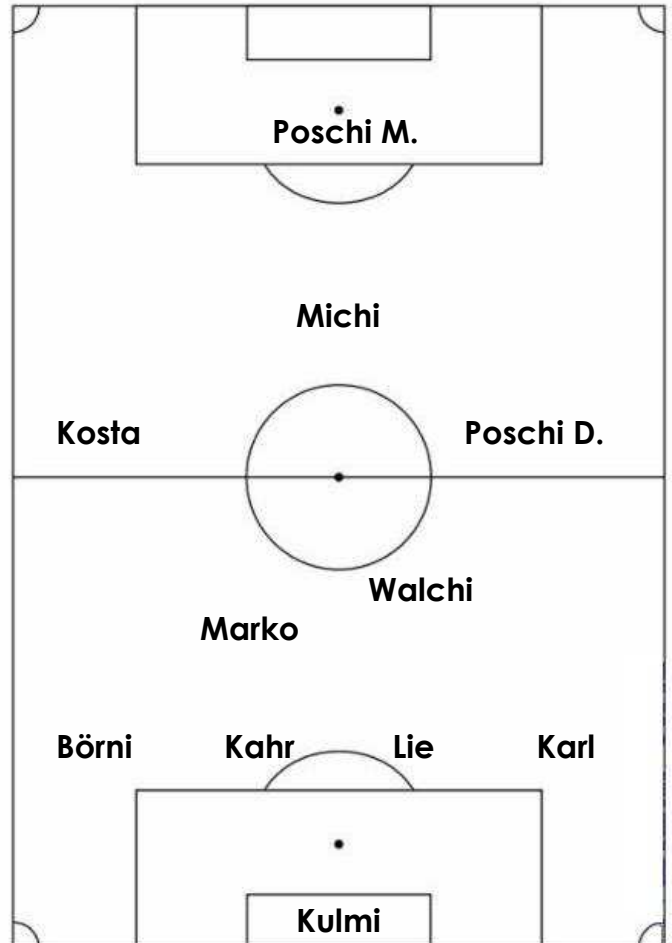 Poschi M.
Michi
Kosta Poschi D.
Walchi
Marko
Börni Kahr Lie Karl
Kulmi